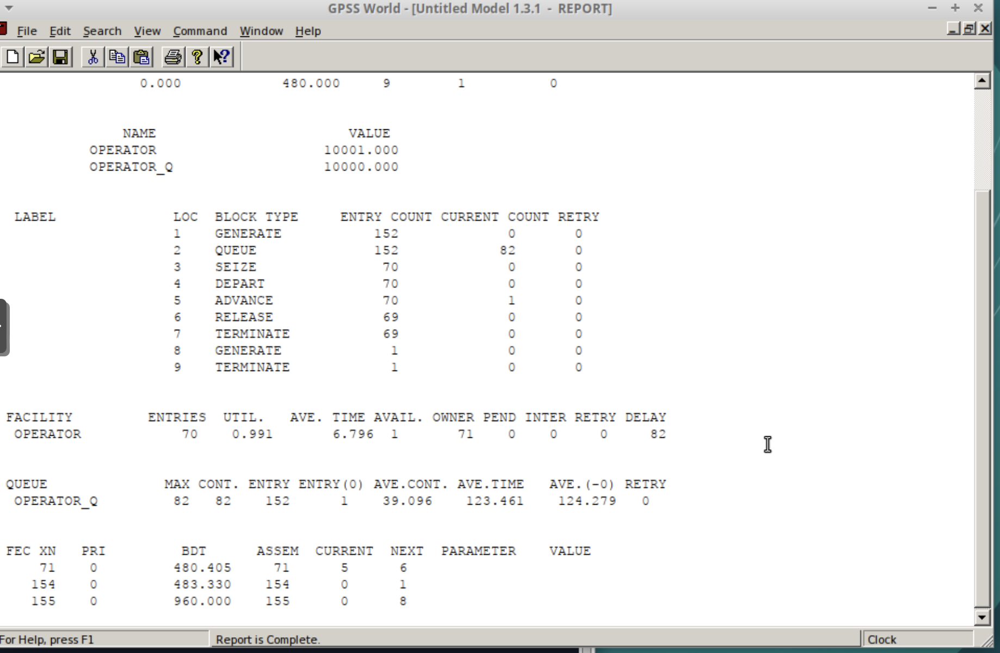 GPSS World - [Untitled Model 1.3.1 - REPORT]
File Edit Search View Command Window Help
0.000 480.000 9 1 0
NAME VALUE
OPERATOR 10001.000
OPERATOR_Q 10000.000
LABEL LOC BLOCK TYPE ENTRY COUNT CURRENT COUNT RETRY
1 GENERATE 152 0 0
2 QUEUE 152 82 0
3 SEIZE 70 0 0
4 DEPART 70 0 0
5 ADVANCE 70 1 0
6 RELEASE 69 0 0
7 TERMINATE 69 0 0
8 GENERATE 1 0 0
9 TERMINATE 1 0 0
FACILITY ENTRIES UTIL. AVE. TIME AVAIL. OWNER PEND INTER RETRY DELAY
OPERATOR 70 0.991 6.796 1 71 0 0 0 82
QUEUE MAX CONT. ENTRY ENTRY(0) AVE.CONT. AVE.TIME AVE.(-0) RETRY
OPERATOR_Q 82 82 152 1 39.096 123.461 124.279 0
FEC XN PRI BDT ASSEM CURRENT NEXT PARAMETER VALUE
71 0 480.405 71 5 6
154 0 483.330 154 0 1
155 0 960.000 155 0 8
For Help, press F1 Report is Complete. Clock